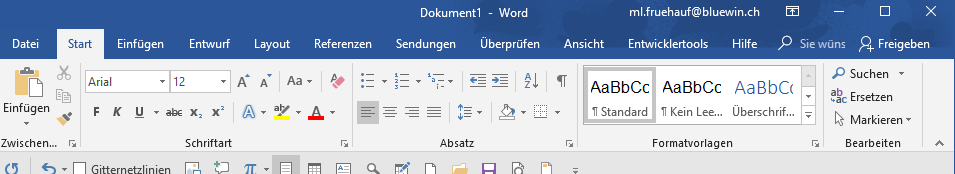 Dokument1 - Word
ml.fruehauf@bluewin.ch
Datei Start Einfügen Entwurf Layout Referenzen Sendungen Überprüfen Ansicht Entwicklertools Hilfe Sie wüns Freigeben
Arial 12 Aa
AaBbCc AaBbCc AaBbCc
Suchen
Einfügen
F K U abc x₂ x² A ab A
¶ Standard ¶ Kein Lee... Überschrif...
Ersetzen
Markieren
Zwischen... Schriftart Absatz Formatvorlagen Bearbeiten
Gitternetzlinien